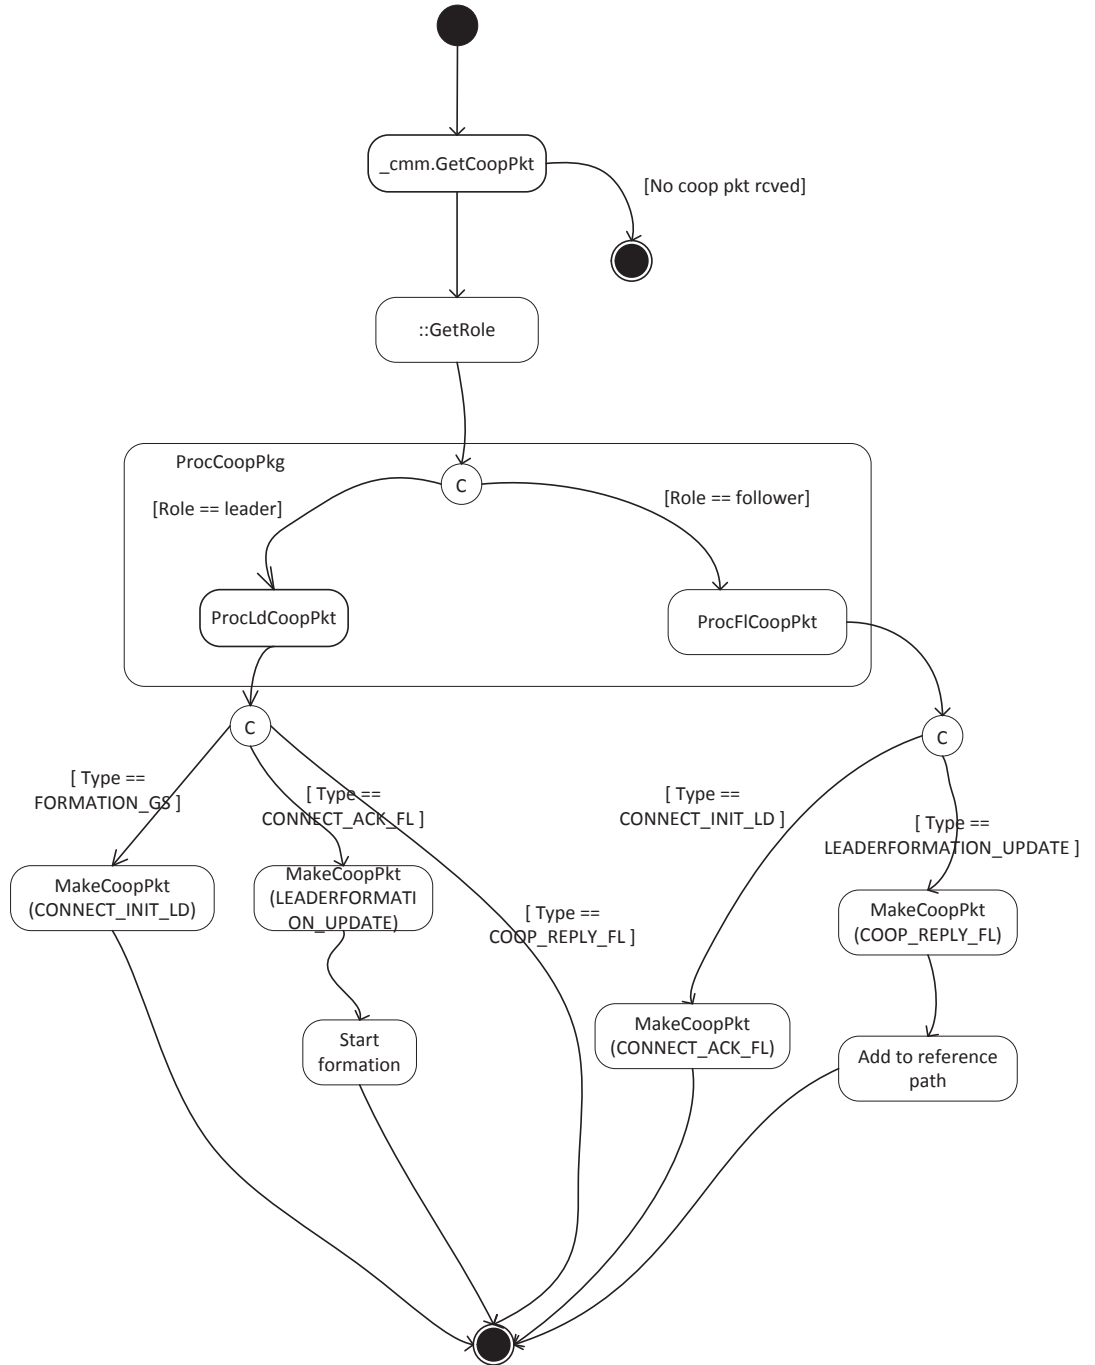 _cmm.GetCoopPkt
[No coop pkt rcved]
::GetRole
ProcCoopPkg
C
[Role == leader]
[Role == follower]
ProcLdCoopPkt
ProcFlCoopPkt
C
C
[ Type ==
FORMATION_GS ]
[ Type ==
CONNECT_ACK_FL ]
[ Type ==
CONNECT_INIT_LD ]
[ Type ==
LEADERFORMATION_UPDATE ]
MakeCoopPkt
(CONNECT_INIT_LD)
MakeCoopPkt
(LEADERFORMATI
ON_UPDATE)
[ Type ==
COOP_REPLY_FL ]
MakeCoopPkt
(COOP_REPLY_FL)
Start
formation
MakeCoopPkt
(CONNECT_ACK_FL)
Add to reference
path